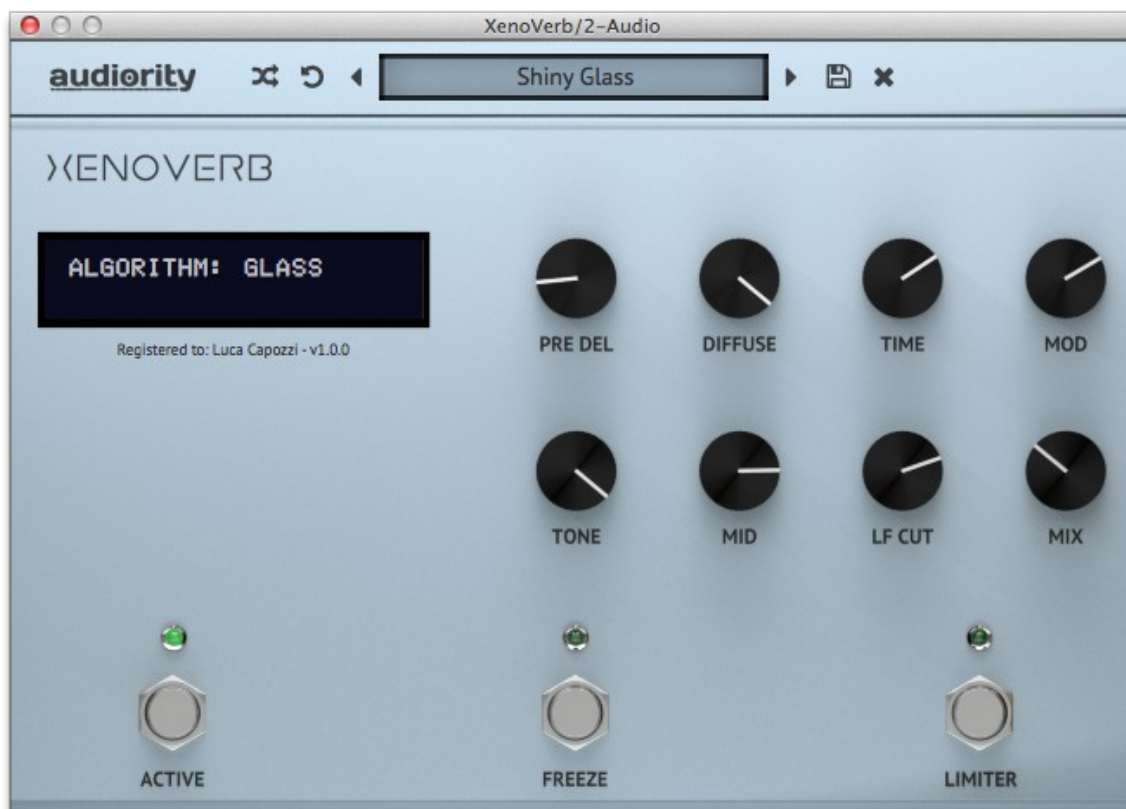 XenoVerb/2-Audio
audiority
Shiny Glass
XENOVERB
ALGORITHM: GLASS
Registered to: Luca Capozzi - v1.0.0
PRE DEL DIFFUSE TIME MOD
TONE MID LF CUT MIX
ACTIVE FREEZE LIMITER